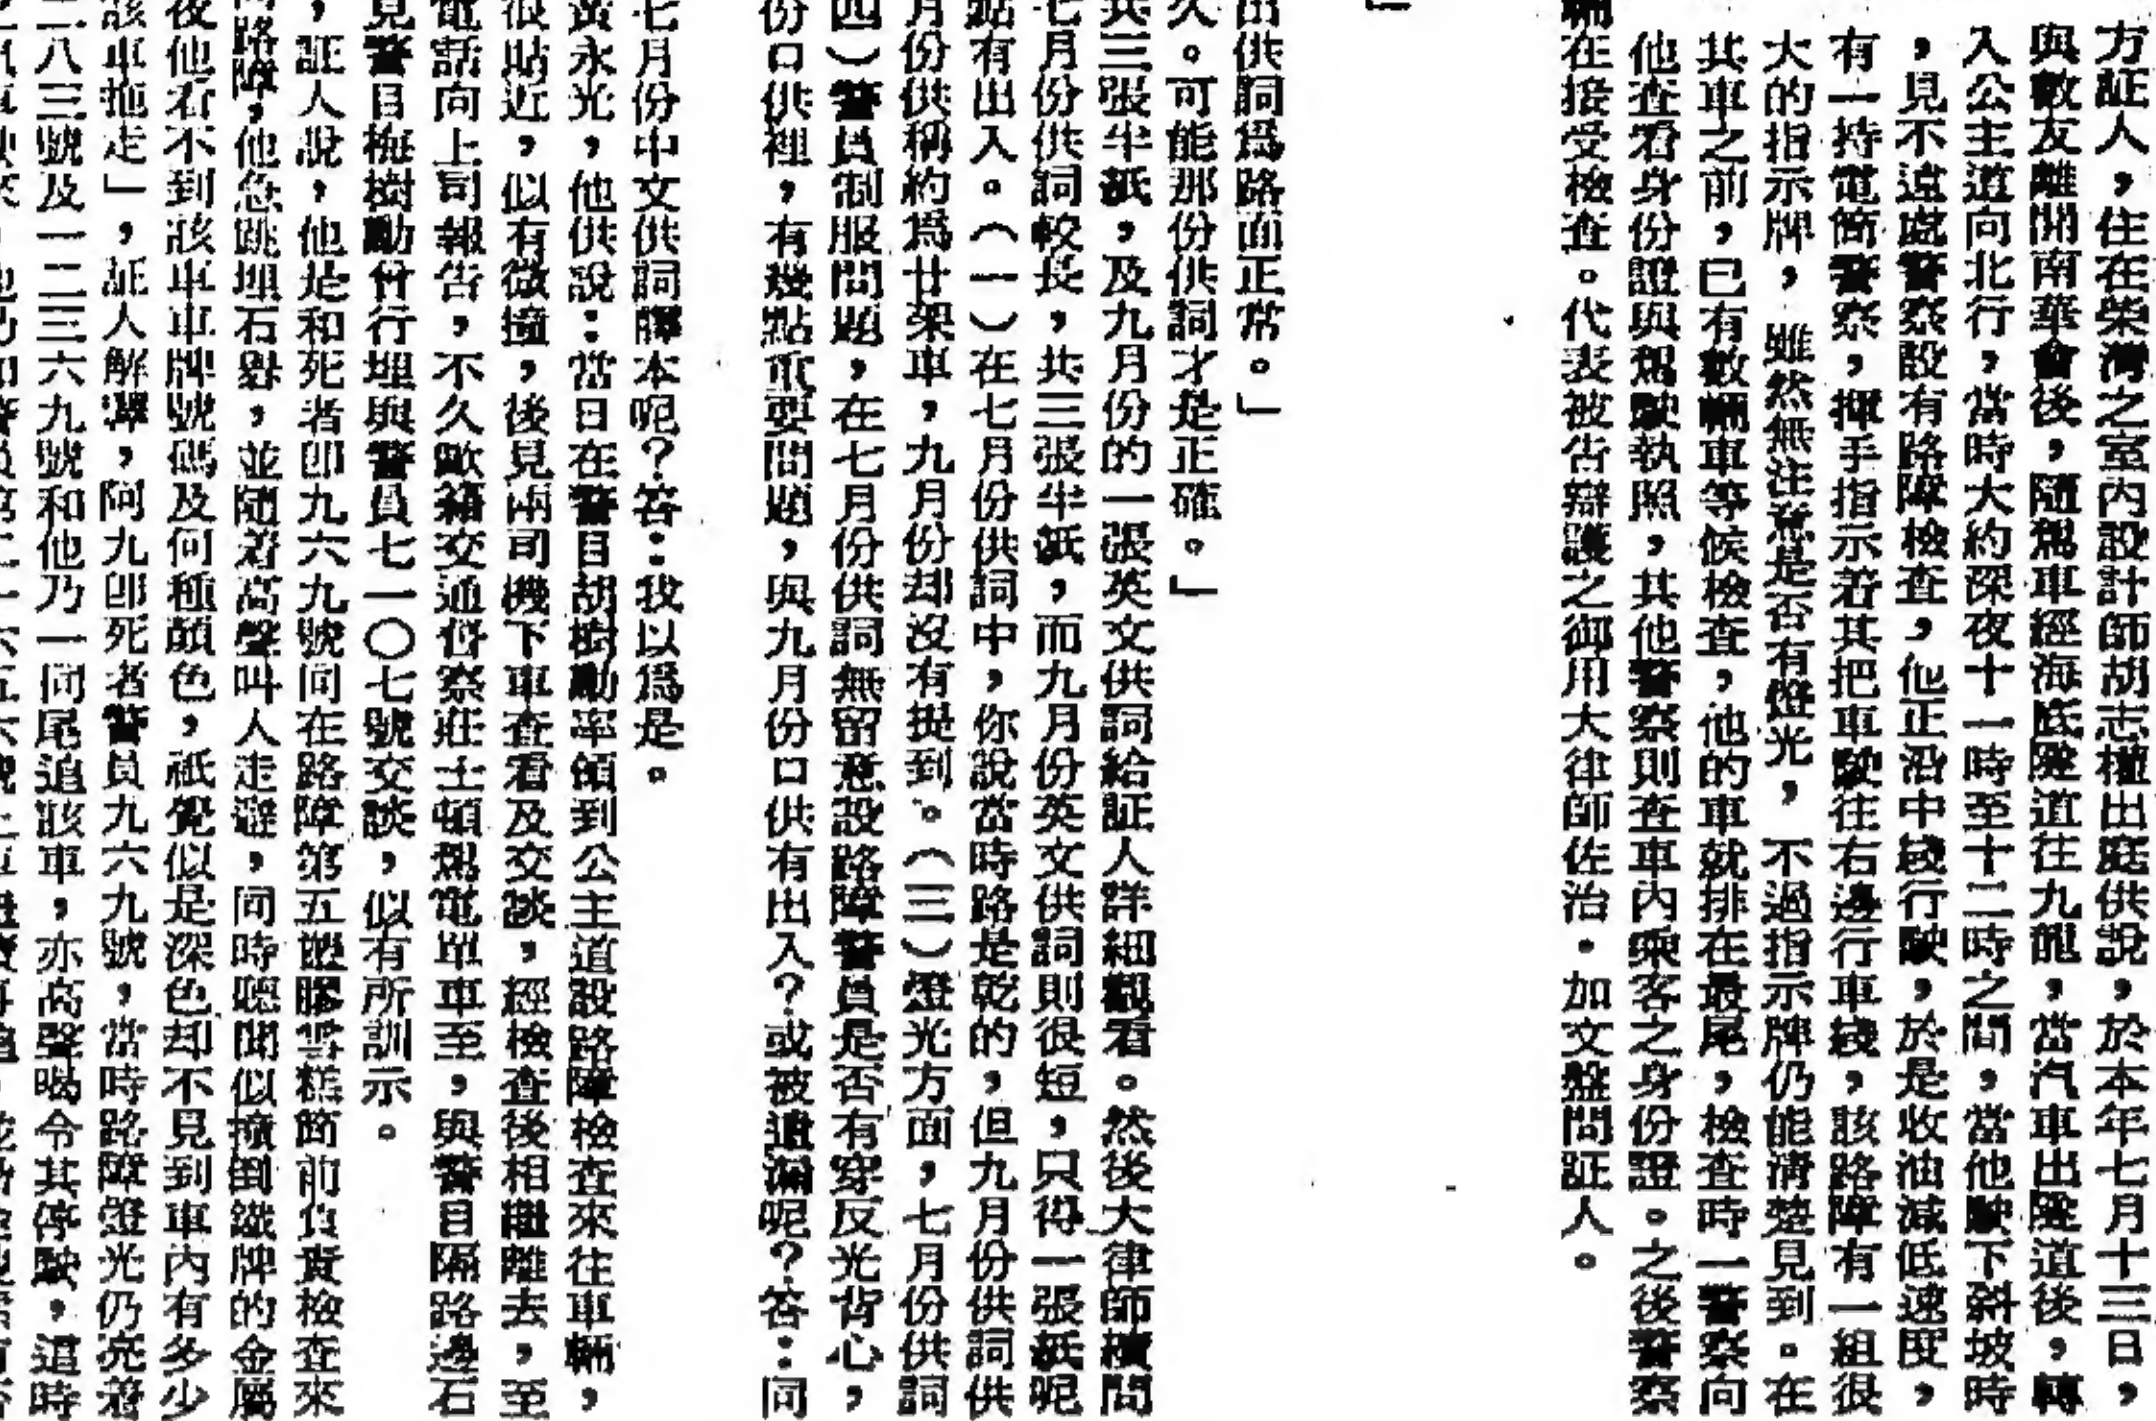 方証人，住在榮灣之室內設計師胡志權出庭供說，於本年七月十三日，
與數友離開南華會後，隨駕車經海底隧道往九龍，當汽車出隧道後，轉
入公主道向北行，當時大約深夜十一時至十二時之間，當他駛下斜坡時
，見不遠處警察設有路障檢查，他正沿中綫行駛，於是收油減低速度，
有一持電筒警察，揮手指示着其把車駛往右邊行車綫，該路障有一組很
大的指示牌，雖然無注意是否有燈光，不過指示牌仍能清楚見到。在
其車之前，已有數輛車等候檢查，他的車就排在最尾，檢查時一警察向
他查看身份證與駕駛執照，其他警察則查車內乘客之身份證。之後警察
輛在接受檢查。代表被告辯護之御用大律師佐治．加文盤問証人。
出供詞爲路面正常。」
久。可能那份供詞才是正確。」
共三張半紙，及九月份的一張英文供詞給証人詳細觀看。然後大律師續問
七月份供詞較長，共三張半紙，而九月份英文供詞則很短，只得一張紙呢
點有出入。（一）在七月份供詞中，你說當時路是乾的，但九月份供詞供
月份供稱約爲廿架車，九月份却沒有提到。（三）燈光方面，七月份供詞
四）警員制服問題，在七月份供詞無留意設路障警員是否有穿反光背心，
份口供裡，有幾點重要問題，與九月份口供有出入？或被遺漏呢？答：同
七月份中文供詞譯本呢？答：我以爲是。
黃永光，他供說：當日在警目胡樹勳率領到公主道設路障檢查來往車輛，
很貼近，似有微撞，後見兩司機下車查看及交談，經檢查後相繼離去，至
電話向上司報告，不久歐籍交通督察莊士頓駕電單車至，與警目隔路邊石
見警目樹勳督行埋與警員七一〇七號交談，似有所訓示。
，証人說，他是和死者卽九六九號同在路障第五塑膠雪糕筒前負責檢查來
路障，他急跳埋石壆，並隨着高聲叫人走避，同時聽聞似撞倒鐵牌的金屬
夜他看不到該車車牌號碼及何種顏色，祇覺似是深色却不見到車內有多少
該車拖走」，証人解釋，阿九卽死者警員九六九號，當時路障燈光仍亮着
二八三號及一二三六九號和他乃一同尾追該車，亦高聲喝令其停駛，這時